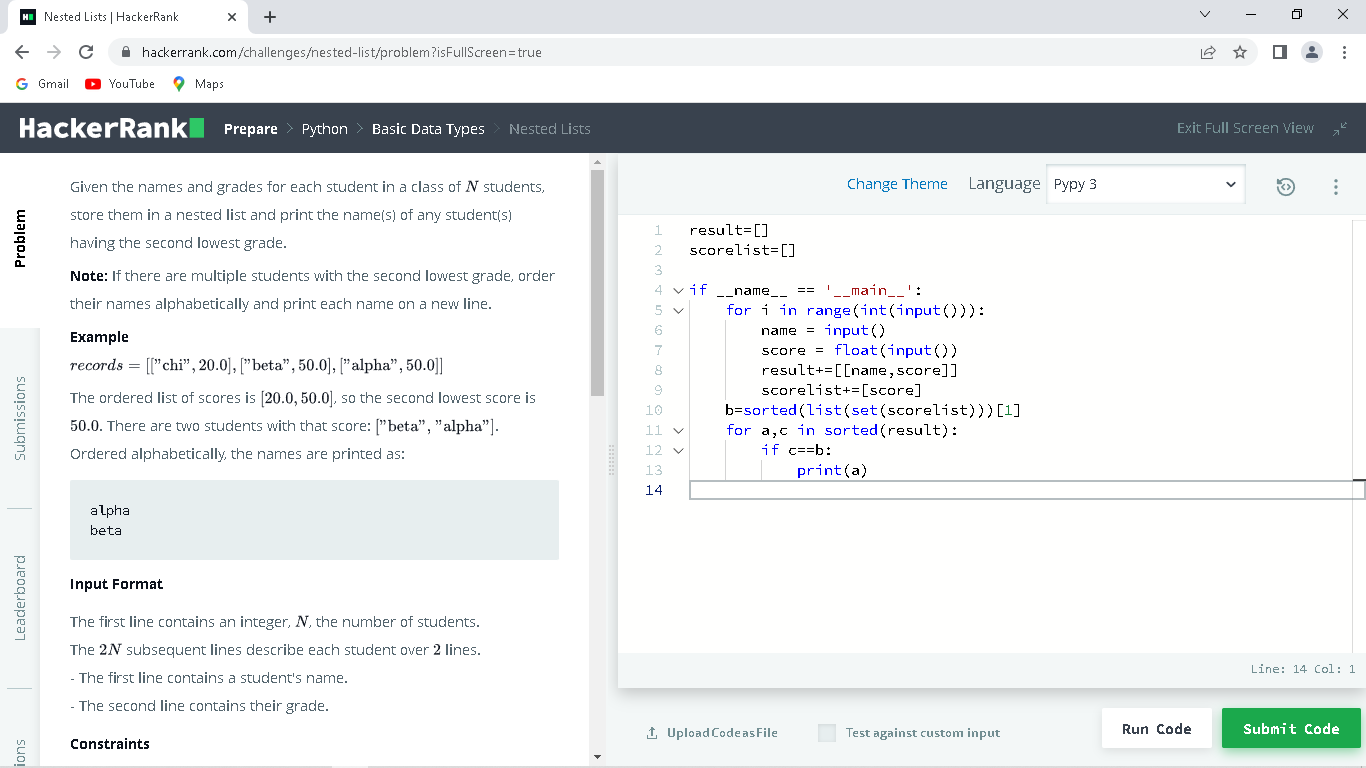 Nested Lists | HackerRank
hackerrank.com/challenges/nested-list/problem?isFullScreen=true
Gmail YouTube Maps
HackerRank Prepare > Python > Basic Data Types > Nested Lists Exit Full Screen View
Problem
Submissions
Leaderboard
Given the names and grades for each student in a class of N students,
store them in a nested list and print the name(s) of any student(s)
having the second lowest grade.
Note: If there are multiple students with the second lowest grade, order
their names alphabetically and print each name on a new line.
Example
records = [["chi", 20.0], ["beta", 50.0], ["alpha", 50.0]]
The ordered list of scores is [20.0, 50.0], so the second lowest score is
50.0. There are two students with that score: ["beta", "alpha"].
Ordered alphabetically, the names are printed as:
alpha
beta
Input Format
The first line contains an integer, N, the number of students.
The 2N subsequent lines describe each student over 2 lines.
- The first line contains a student's name.
- The second line contains their grade.
Constraints
Change Theme Language Pypy 3
1 result=[]
2 scorelist=[]
3
4 if __name__ == '__main__':
5     for i in range(int(input())):
6         name = input()
7         score = float(input())
8         result+=[[name,score]]
9         scorelist+=[score]
10     b=sorted(list(set(scorelist)))[1]
11     for a,c in sorted(result):
12         if c==b:
13             print(a)
14
Line: 14 Col: 1
Upload Code as File Test against custom input Run Code Submit Code